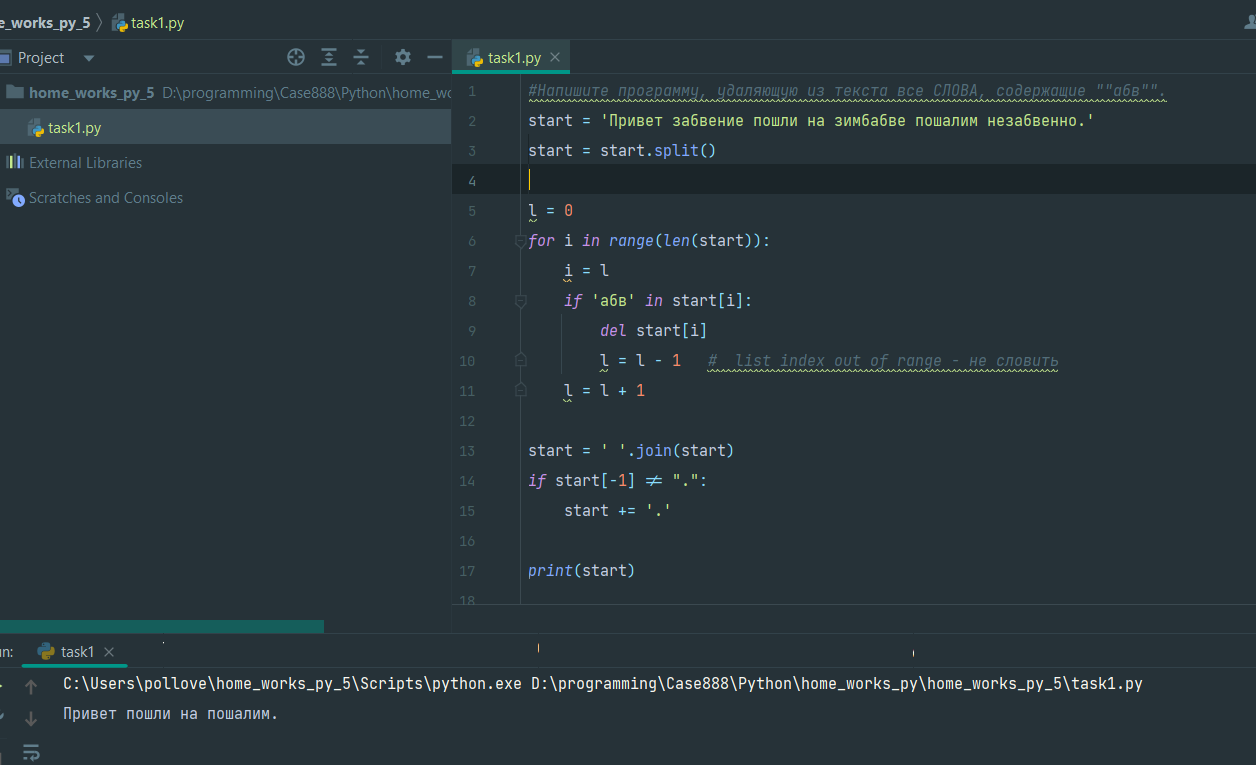 e_works_py_5 〉 task1.py
Project
task1.py
home_works_py_5 D:\programming\Case888\Python\home_wo
task1.py
External Libraries
Scratches and Consoles
1 #Напишите программу, удаляющую из текста все СЛОВА, содержащие ""абв"".
2 start = 'Привет забвение пошли на зимбабве пошалим незабвенно.'
3 start = start.split()
4
5 l = 0
6 for i in range(len(start)):
7 i = l
8 if 'абв' in start[i]:
9 del start[i]
10 l = l - 1 # list index out of range - не словить
11 l = l + 1
12
13 start = ' '.join(start)
14 if start[-1] ≠ ".":
15 start += '.'
16
17 print(start)
18
un: task1
C:\Users\pollove\home_works_py_5\Scripts\python.exe D:\programming\Case888\Python\home_works_py\home_works_py_5\task1.py
Привет пошли на пошалим.